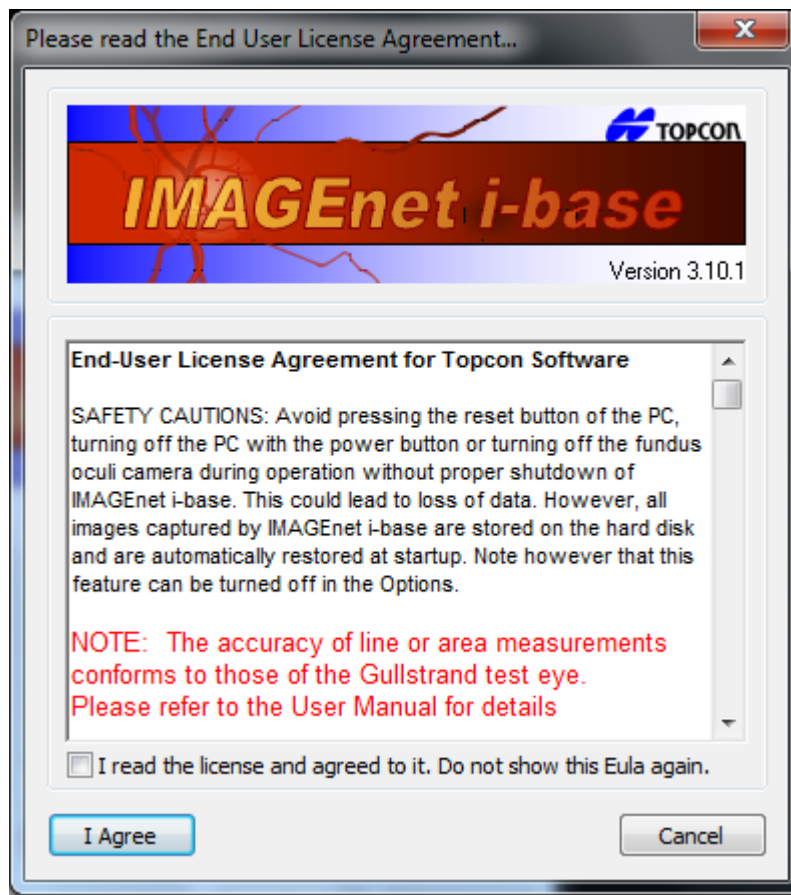 Please read the End User License Agreement...
TOPCON
IMAGEnet i-base
Version 3.10.1
End-User License Agreement for Topcon Software
SAFETY CAUTIONS: Avoid pressing the reset button of the PC,
turning off the PC with the power button or turning off the fundus
oculi camera during operation without proper shutdown of
IMAGEnet i-base. This could lead to loss of data. However, all
images captured by IMAGEnet i-base are stored on the hard disk
and are automatically restored at startup. Note however that this
feature can be turned off in the Options.
NOTE: The accuracy of line or area measurements
conforms to those of the Gullstrand test eye.
Please refer to the User Manual for details
I read the license and agreed to it. Do not show this Eula again.
I Agree
Cancel